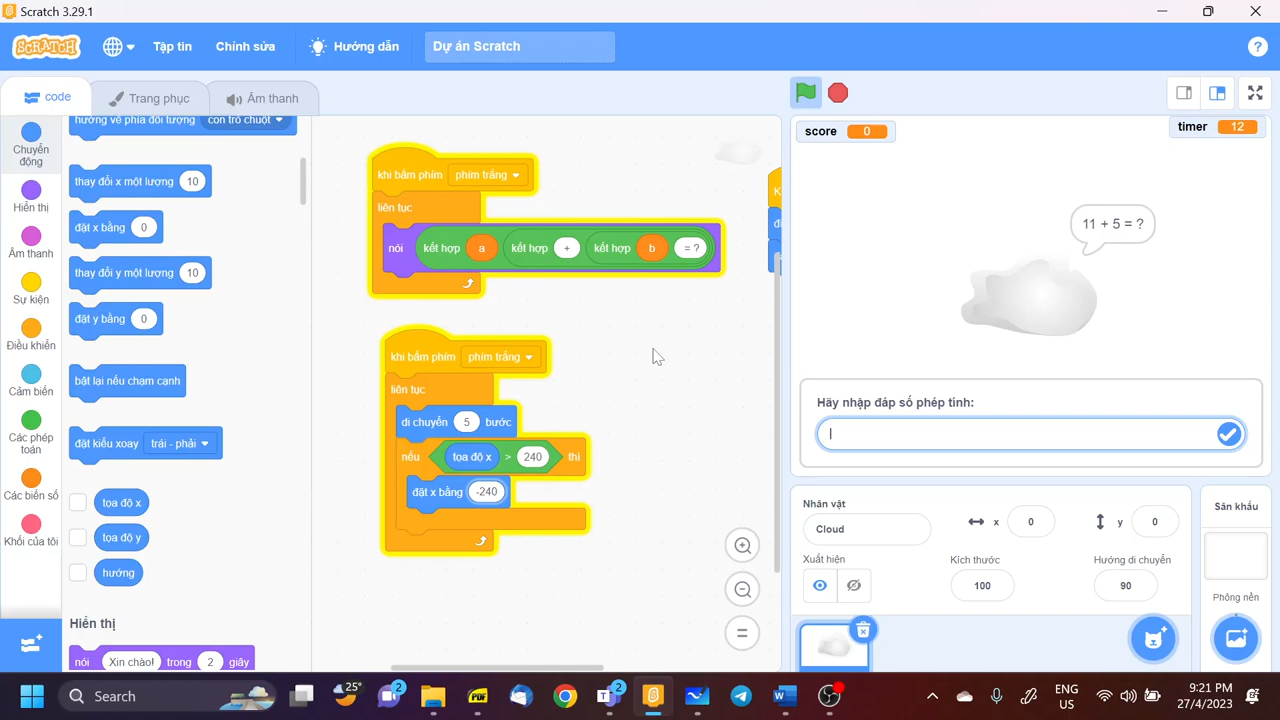 Scratch 3.29.1
SCRATCH
Tập tin
Chỉnh sửa
Hướng dẫn
Dự án Scratch
?
code
Trang phục
Âm thanh
Chuyển động
Hiển thị
Âm thanh
Sự kiện
Điều khiển
Cảm biến
Các phép toán
Các biến số
Khối của tôi
hướng về phía đối tượng con trỏ chuột
thay đổi x một lượng 10
đặt x bằng 0
thay đổi y một lượng 10
đặt y bằng 0
bật lại nếu chạm cạnh
đặt kiểu xoay trái - phải
tọa độ x
tọa độ y
hướng
Hiển thị
nói Xin chào! trong 2 giây
khi bấm phím phím trắng
liên tục
nói kết hợp a kết hợp + kết hợp b = ?
khi bấm phím phím trắng
liên tục
di chuyển 5 bước
nếu tọa độ x > 240 thì
đặt x bằng -240
score 0
timer 12
11 + 5 = ?
Hãy nhập đáp số phép tính:
Nhân vật
Cloud
x 0
y 0
Xuất hiện
Kích thước
100
Hướng di chuyển
90
Sân khấu
Phông nền
Search
25°
2
PDF
2
ENG
US
9:21 PM
27/4/2023